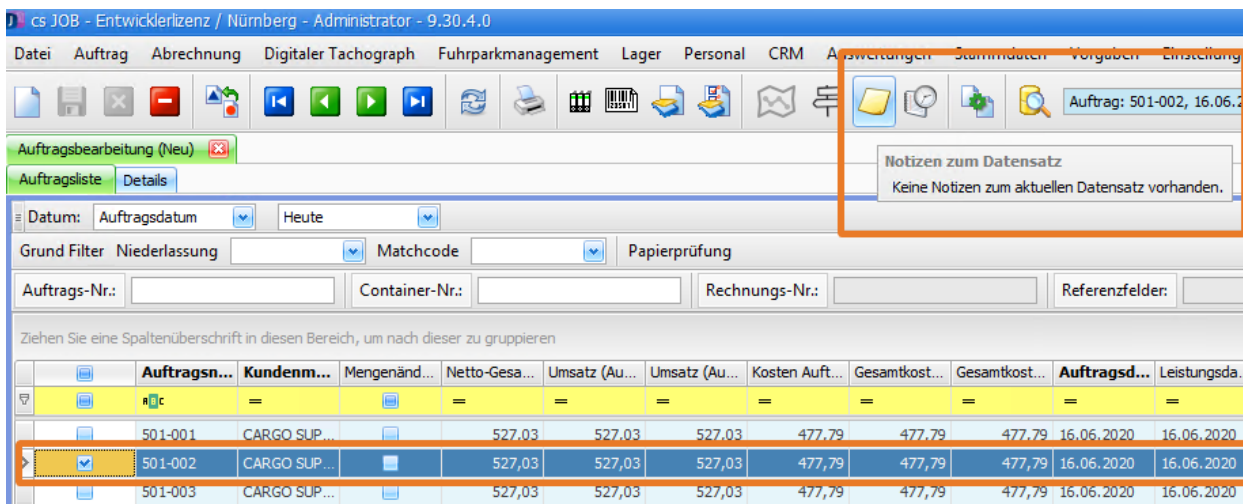 cs JOB - Entwicklerlizenz / Nürnberg - Administrator - 9.30.4.0
Datei Auftrag Abrechnung Digitaler Tachograph Fuhrparkmanagement Lager Personal CRM Auswertungen Stammdaten Vorgaben Einstellung
Auftrag: 501-002, 16.06.2
Auftragsbearbeitung (Neu)
Notizen zum Datensatz
Auftragsliste Details
Keine Notizen zum aktuellen Datensatz vorhanden.
Datum: Auftragsdatum Heute
Grund Filter Niederlassung Matchcode Papierprüfung
Auftrags-Nr.: Container-Nr.: Rechnungs-Nr.: Referenzfelder:
Ziehen Sie eine Spaltenüberschrift in diesen Bereich, um nach dieser zu gruppieren
Auftragsn... Kundenm... Mengenänd... Netto-Gesa... Umsatz (Au... Umsatz (Au... Kosten Auft... Gesamtkost... Gesamtkost... Auftragsd... Leistungsda...
= = = = = = = = =
501-001 CARGO SUP... 527,03 527,03 527,03 477,79 477,79 477,79 16.06.2020 16.06.2020
501-002 CARGO SUP... 527,03 527,03 527,03 477,79 477,79 477,79 16.06.2020 16.06.2020
501-003 CARGO SUP... 527,03 527,03 527,03 477,79 477,79 477,79 16.06.2020 16.06.2020